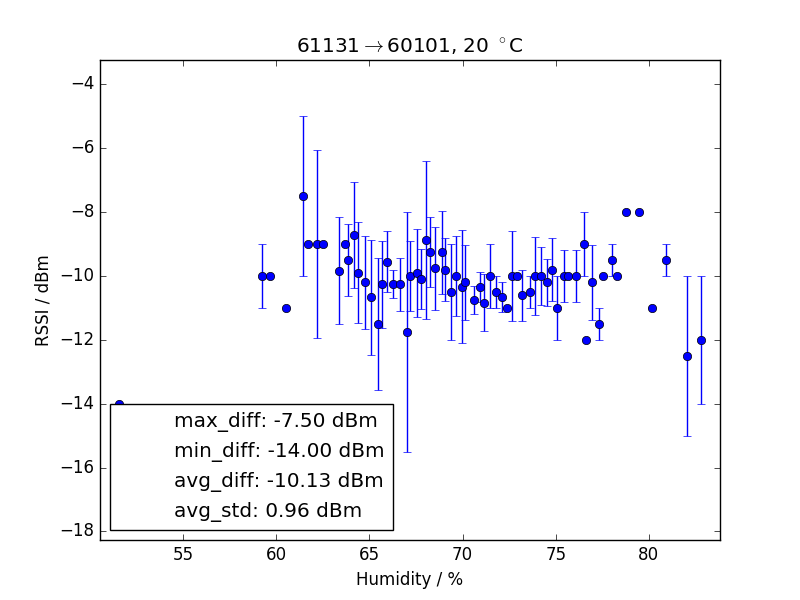 61131→60101, 20 °C
−4
−6
−8
−10
−12
−14
−16
−18
RSSI / dBm
max_diff: -7.50 dBm
min_diff: -14.00 dBm
avg_diff: -10.13 dBm
avg_std: 0.96 dBm
55 60 65 70 75 80
Humidity / %